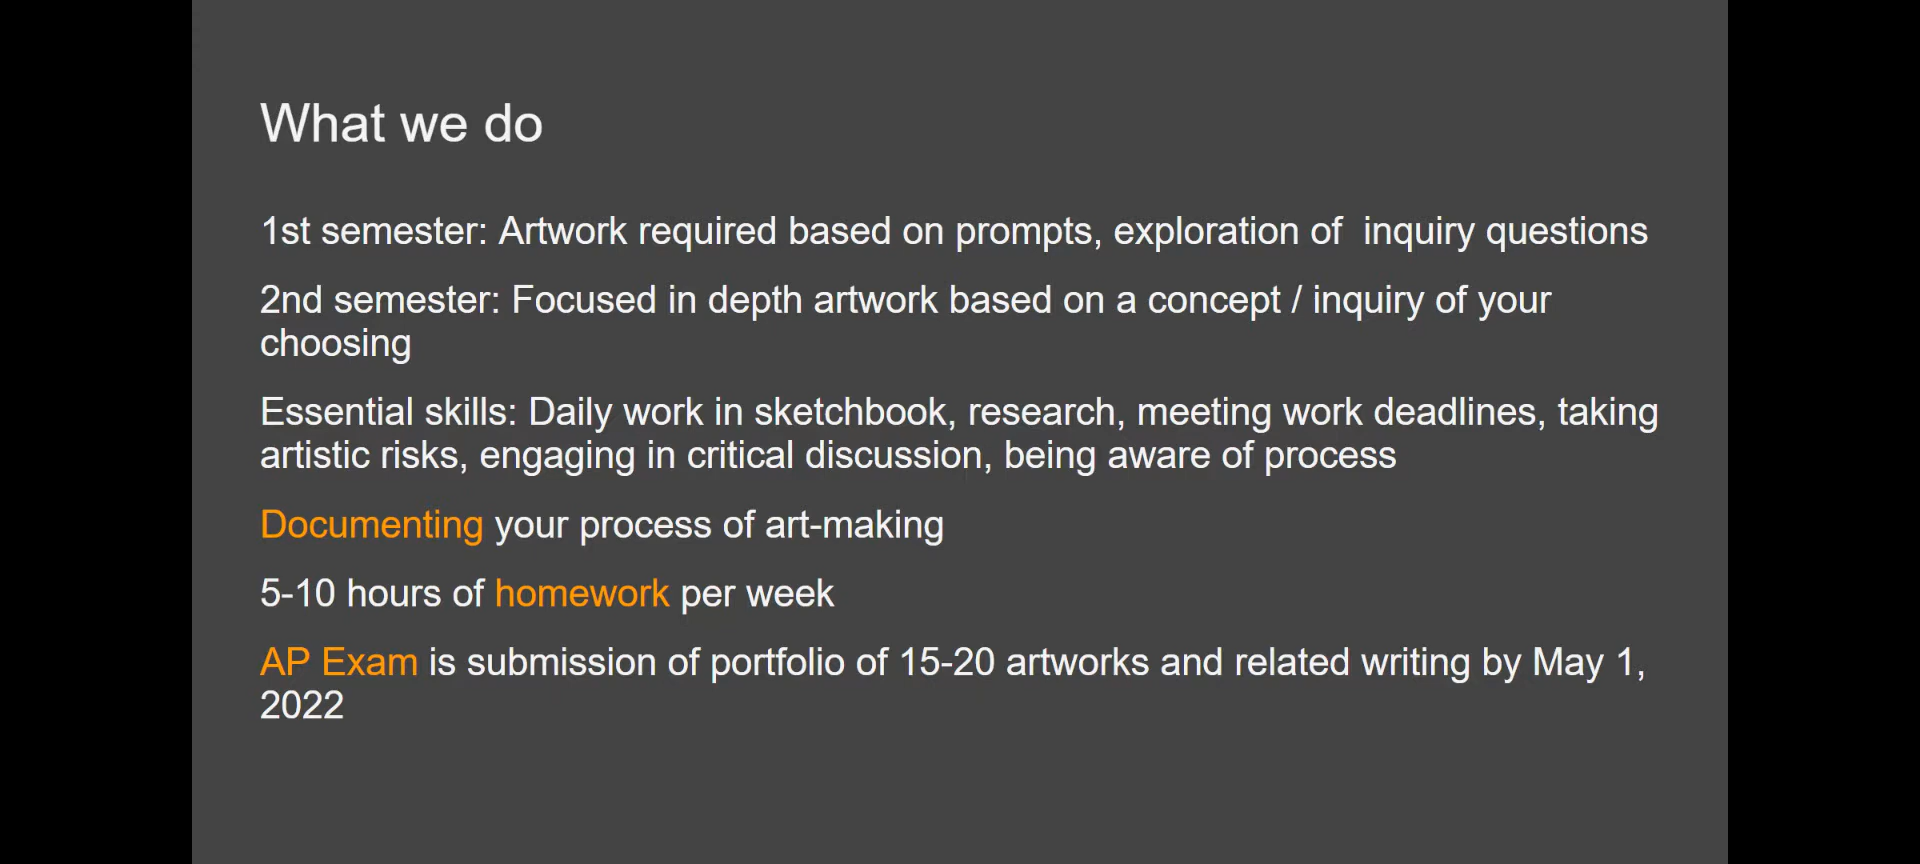 What we do
1st semester: Artwork required based on prompts, exploration of  inquiry questions
2nd semester: Focused in depth artwork based on a concept / inquiry of your
choosing
Essential skills: Daily work in sketchbook, research, meeting work deadlines, taking
artistic risks, engaging in critical discussion, being aware of process
Documenting your process of art-making
5-10 hours of homework per week
AP Exam is submission of portfolio of 15-20 artworks and related writing by May 1,
2022